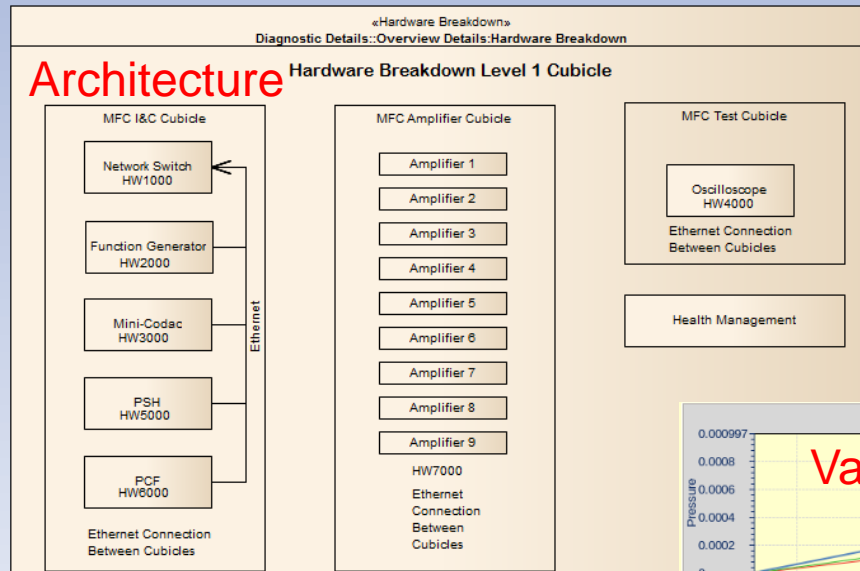 «Hardware Breakdown»
Diagnostic Details::Overview Details:Hardware Breakdown
Architecture
Hardware Breakdown Level 1 Cubicle
MFC I&C Cubicle
Network Switch
HW1000
Function Generator
HW2000
Mini-Codac
HW3000
PSH
HW5000
PCF
HW6000
Ethernet
Ethernet Connection
Between Cubicles
MFC Amplifier Cubicle
Amplifier 1
Amplifier 2
Amplifier 3
Amplifier 4
Amplifier 5
Amplifier 6
Amplifier 7
Amplifier 8
Amplifier 9
HW7000
Ethernet
Connection
Between
Cubicles
MFC Test Cubicle
Oscilloscope
HW4000
Ethernet Connection
Between Cubicles
Health Management
0.000997
0.0008
0.0006
0.0004
0.0002
Pressure
Va